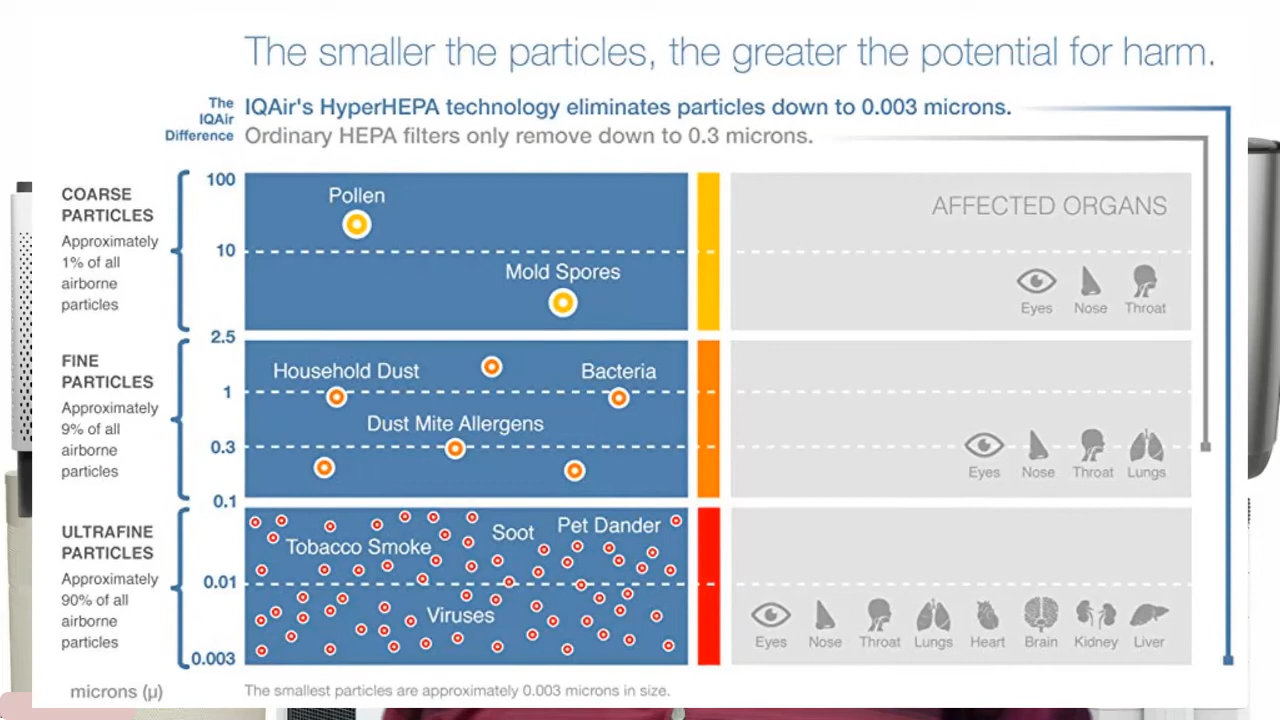 The smaller the particles, the greater the potential for harm.
The
IQAir
Difference
IQAir's HyperHEPA technology eliminates particles down to 0.003 microns.
Ordinary HEPA filters only remove down to 0.3 microns.
COARSE
PARTICLES
Approximately
1% of all
airborne
particles
100
10
2.5
Pollen
Mold Spores
AFFECTED ORGANS
Eyes Nose Throat
FINE
PARTICLES
Approximately
9% of all
airborne
particles
1
0.3
0.1
Household Dust
Bacteria
Dust Mite Allergens
Eyes Nose Throat Lungs
ULTRAFINE
PARTICLES
Approximately
90% of all
airborne
particles
0.01
0.003
Soot Pet Dander
Tobacco Smoke
Viruses
Eyes Nose Throat Lungs Heart Brain Kidney Liver
microns (µ)
The smallest particles are approximately 0.003 microns in size.